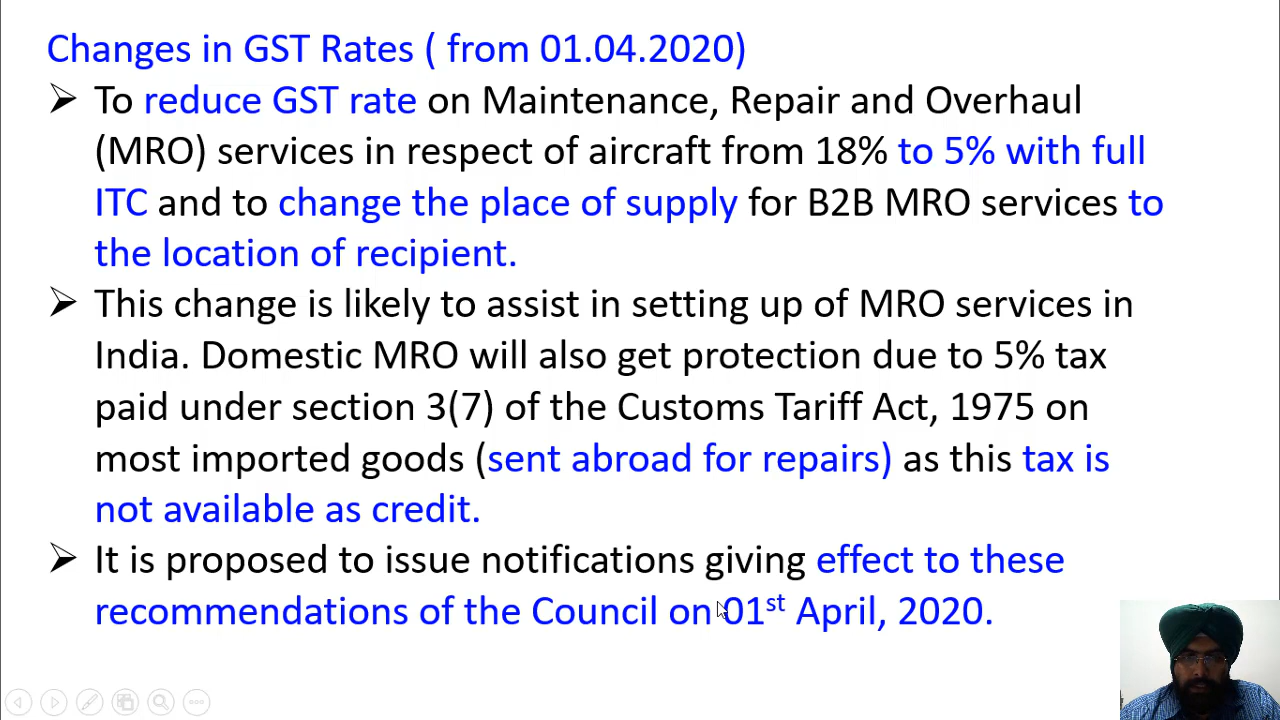 Changes in GST Rates ( from 01.04.2020)
To reduce GST rate on Maintenance, Repair and Overhaul
(MRO) services in respect of aircraft from 18% to 5% with full
ITC and to change the place of supply for B2B MRO services to
the location of recipient.
This change is likely to assist in setting up of MRO services in
India. Domestic MRO will also get protection due to 5% tax
paid under section 3(7) of the Customs Tariff Act, 1975 on
most imported goods (sent abroad for repairs) as this tax is
not available as credit.
It is proposed to issue notifications giving effect to these
recommendations of the Council on 01st April, 2020.